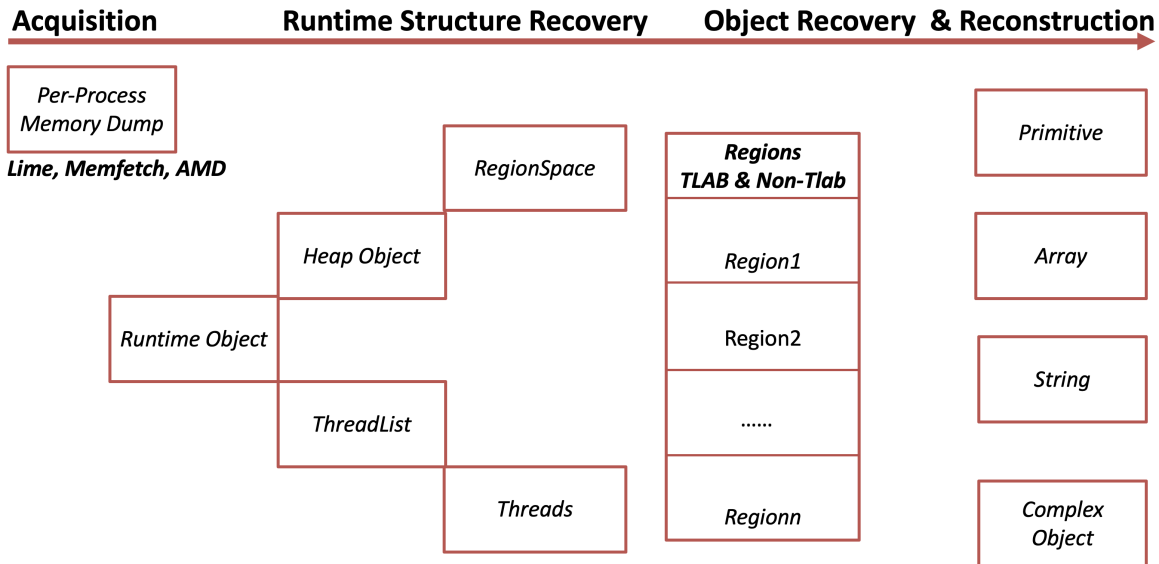 Acquisition
Runtime Structure Recovery
Object Recovery & Reconstruction
Per-Process
Memory Dump
Lime, Memfetch, AMD
Runtime Object
Heap Object
ThreadList
RegionSpace
Threads
Regions
TLAB & Non-Tlab
Region1
Region2
......
Regionn
Primitive
Array
String
Complex
Object